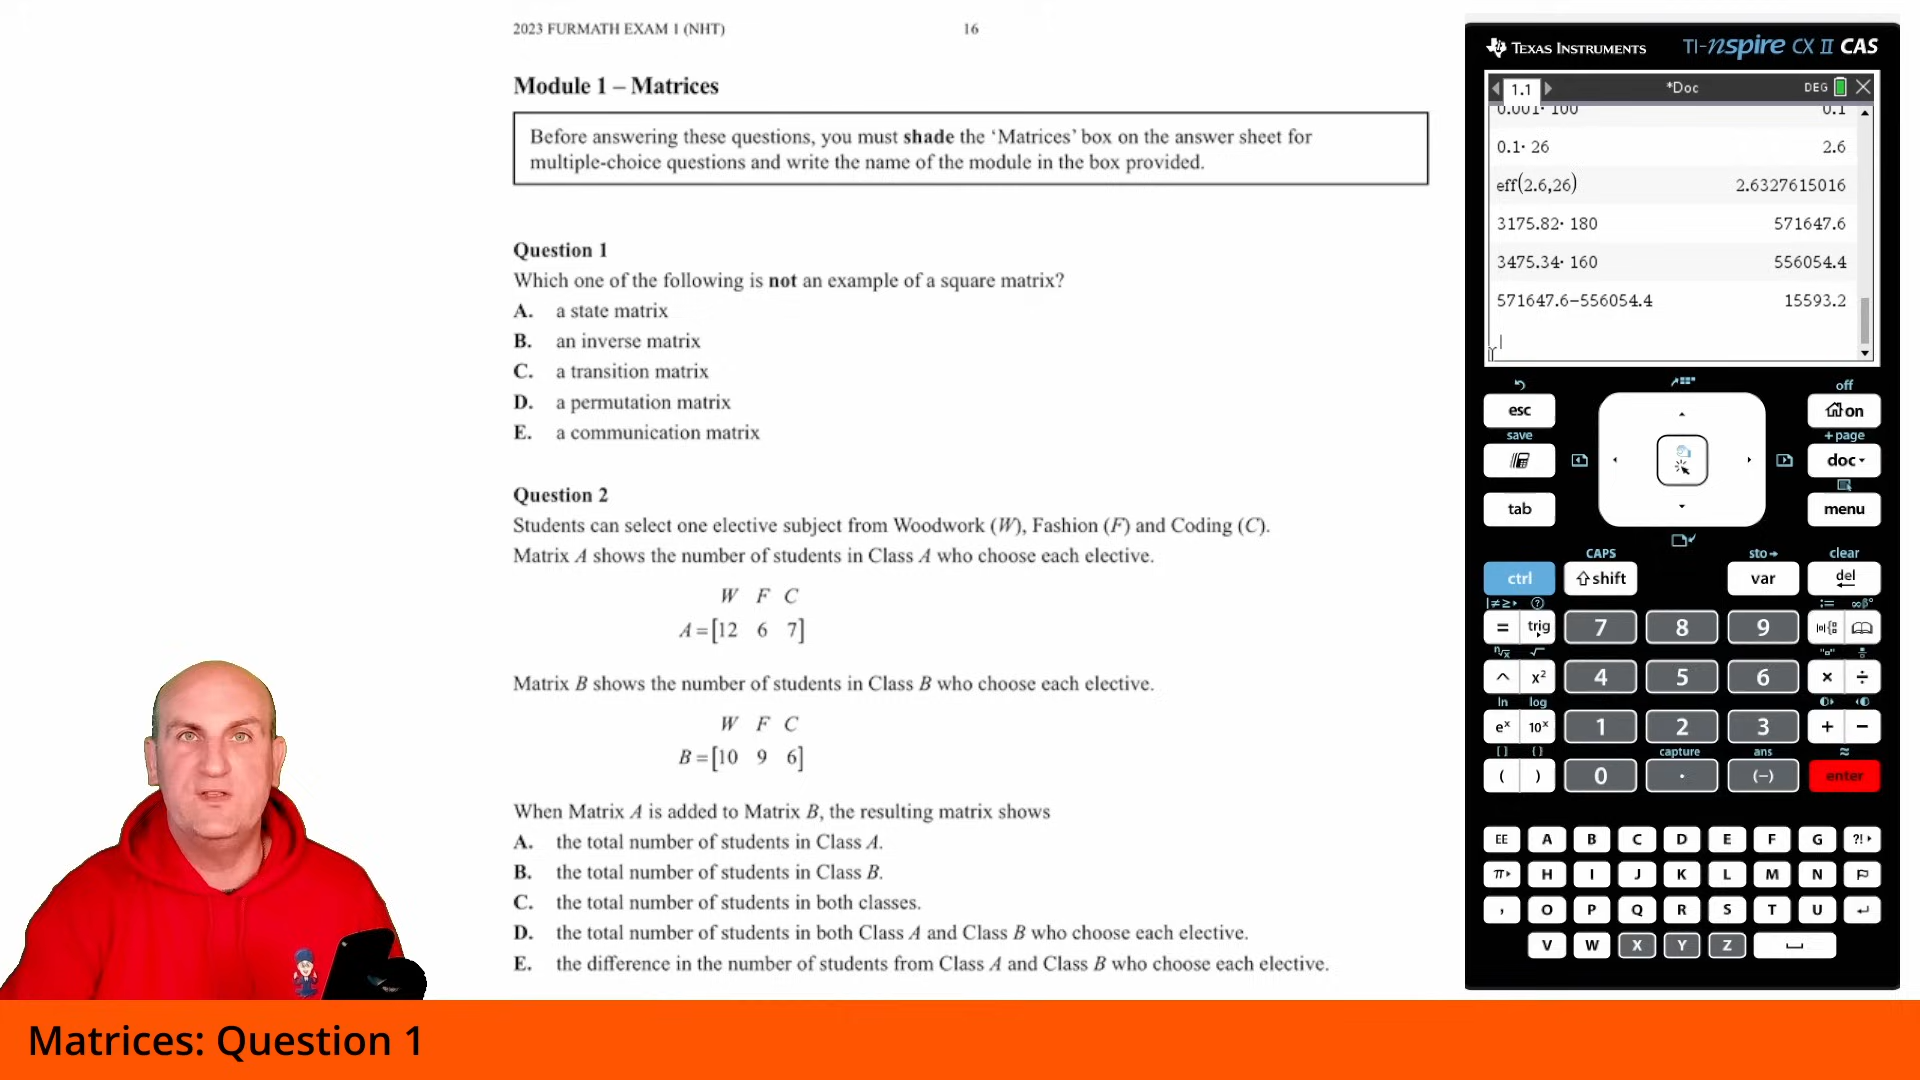 2023 FURMATH EXAM 1 (NHT)
16
Module 1 – Matrices
Before answering these questions, you must shade the ‘Matrices’ box on the answer sheet for
multiple-choice questions and write the name of the module in the box provided.
Question 1
Which one of the following is not an example of a square matrix?
A. a state matrix
B. an inverse matrix
C. a transition matrix
D. a permutation matrix
E. a communication matrix
Question 2
Students can select one elective subject from Woodwork (W), Fashion (F) and Coding (C).
Matrix A shows the number of students in Class A who choose each elective.
W F C
A = [12 6 7]
Matrix B shows the number of students in Class B who choose each elective.
W F C
B = [10 9 6]
When Matrix A is added to Matrix B, the resulting matrix shows
A. the total number of students in Class A.
B. the total number of students in Class B.
C. the total number of students in both classes.
D. the total number of students in both Class A and Class B who choose each elective.
E. the difference in the number of students from Class A and Class B who choose each elective.
TEXAS INSTRUMENTS TI-nspire CX II CAS
1.1 *Doc DEG
0.001· 100 0.1
0.1· 26 2.6
eff(2.6,26) 2.6327615016
3175.82· 180 571647.6
3475.34· 160 556054.4
571647.6−556054.4 15593.2
off
esc on
save +page
doc
tab menu
CAPS sto→ clear
ctrl shift var del
= trig 7 8 9
^ x² 4 5 6 × ÷
ln log
eˣ 10ˣ 1 2 3 + −
[ ] { } capture ans ≈
( ) 0 . (−) enter
EE A B C D E F G ?!
π H I J K L M N
, O P Q R S T U
V W X Y Z
Matrices: Question 1